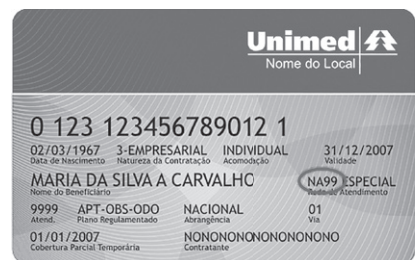 Unimed
Nome do Local
0 123 123456789012 1
02/03/1967 3-EMPRESARIAL INDIVIDUAL 31/12/2007
Data de Nascimento Natureza da Contratação Acomodação Validade
MARIA DA SILVA A CARVALHO NA99 ESPECIAL
Nome do Beneficiário Rede de Atendimento
9999 APT-OBS-ODO NACIONAL 01
Atend. Plano Regulamentado Abrangência Via
01/01/2007 NONONONONONONONONO
Cobertura Parcial Temporária Contratante